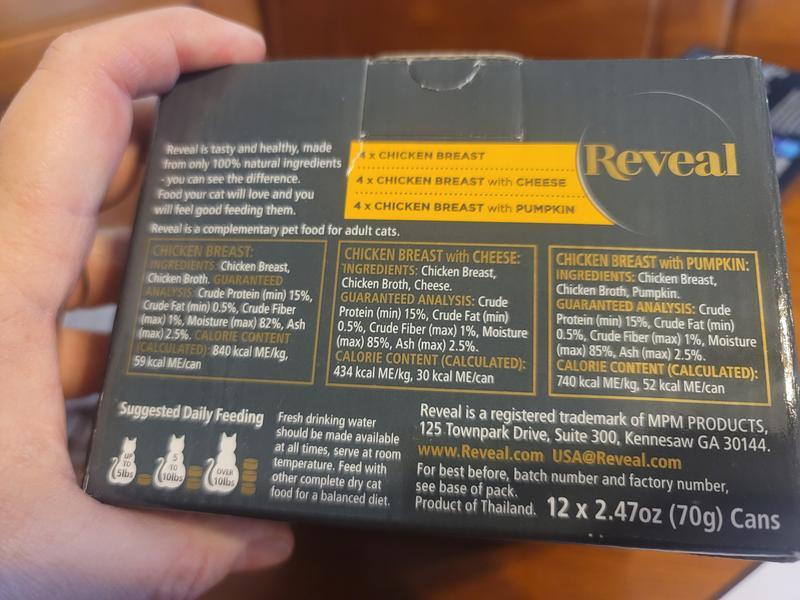 Reveal is tasty and healthy, made
from only 100% natural ingredients
- you can see the difference.
Food your cat will love and you
will feel good feeding them.
4 x CHICKEN BREAST
4 x CHICKEN BREAST with CHEESE
4 x CHICKEN BREAST with PUMPKIN
Reveal
Reveal is a complementary pet food for adult cats.
CHICKEN BREAST:
INGREDIENTS: Chicken Breast,
Chicken Broth. GUARANTEED
ANALYSIS: Crude Protein (min) 15%,
Crude Fat (min) 0.5%, Crude Fiber
(max) 1%, Moisture (max) 82%, Ash
(max) 2.5%. CALORIE CONTENT
(CALCULATED): 840 kcal ME/kg,
59 kcal ME/can
CHICKEN BREAST with CHEESE:
INGREDIENTS: Chicken Breast,
Chicken Broth, Cheese.
GUARANTEED ANALYSIS: Crude
Protein (min) 15%, Crude Fat (min)
0.5%, Crude Fiber (max) 1%, Moisture
(max) 85%, Ash (max) 2.5%.
CALORIE CONTENT (CALCULATED):
434 kcal ME/kg, 30 kcal ME/can
CHICKEN BREAST with PUMPKIN:
INGREDIENTS: Chicken Breast,
Chicken Broth, Pumpkin.
GUARANTEED ANALYSIS: Crude
Protein (min) 15%, Crude Fat (min)
0.5%, Crude Fiber (max) 1%, Moisture
(max) 85%, Ash (max) 2.5%.
CALORIE CONTENT (CALCULATED):
740 kcal ME/kg, 52 kcal ME/can
Suggested Daily Feeding
UP
TO
5lbs
5
TO
10lbs
OVER
10lbs
Fresh drinking water
should be made available
at all times, serve at room
temperature. Feed with
other complete dry cat
food for a balanced diet.
Reveal is a registered trademark of MPM PRODUCTS,
125 Townpark Drive, Suite 300, Kennesaw GA 30144.
www.Reveal.com USA@Reveal.com
For best before, batch number and factory number,
see base of pack.
Product of Thailand. 12 x 2.47oz (70g) Cans